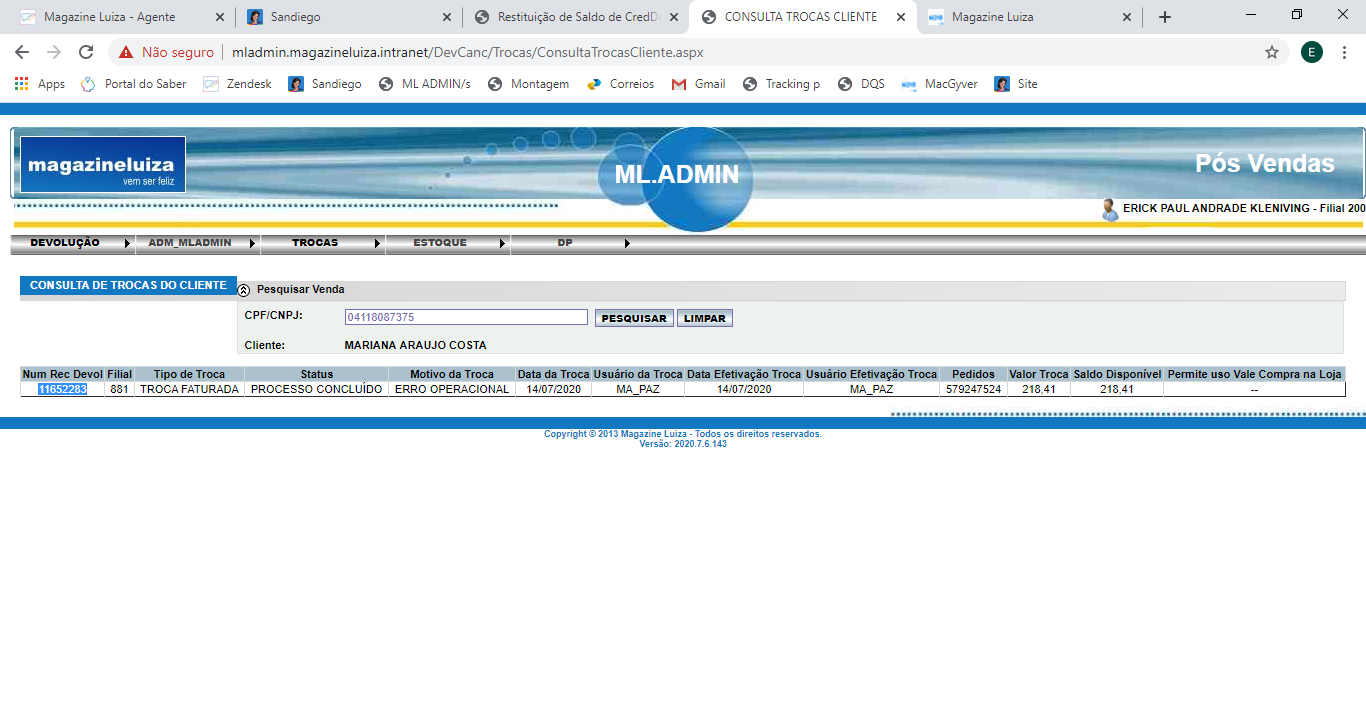 Magazine Luiza - Agente
Sandiego
Restituição de Saldo de CredD
CONSULTA TROCAS CLIENTE
Magazine Luiza
Não seguro
mladmin.magazineluiza.intranet/DevCanc/Trocas/ConsultaTrocasCliente.aspx
E
Apps Portal do Saber Zendesk Sandiego ML ADMIN/s Montagem Correios Gmail Tracking p DQS MacGyver Site
magazineluiza
vem ser feliz
ML.ADMIN
Pós Vendas
ERICK PAUL ANDRADE KLENIVING - Filial 200
DEVOLUÇÃO ADM_MLADMIN TROCAS ESTOQUE DP
CONSULTA DE TROCAS DO CLIENTE
Pesquisar Venda
CPF/CNPJ: 04118087375 PESQUISAR LIMPAR
Cliente: MARIANA ARAUJO COSTA
Num Rec Devol Filial Tipo de Troca Status Motivo da Troca Data da Troca Usuário da Troca Data Efetivação Troca Usuário Efetivação Troca Pedidos Valor Troca Saldo Disponível Permite uso Vale Compra na Loja
11652283 881 TROCA FATURADA PROCESSO CONCLUÍDO ERRO OPERACIONAL 14/07/2020 MA_PAZ 14/07/2020 MA_PAZ 579247524 218,41 218,41 --
Copyright © 2013 Magazine Luiza - Todos os direitos reservados.
Versão: 2020.7.6.143